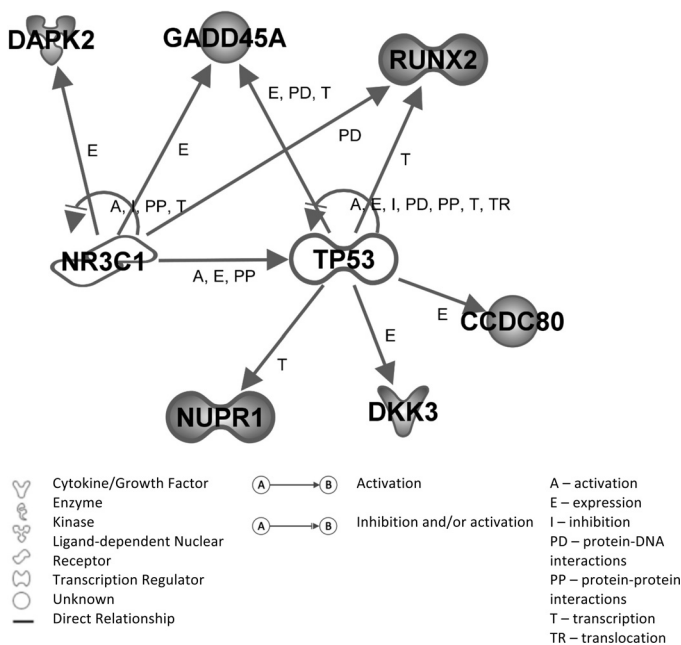 DAPK2
GADD45A
RUNX2
E, PD, T
PD
E
E
T
A, I, PP, T
A, E, I, PD, PP, T, TR
NR3C1
TP53
A, E, PP
E
CCDC80
E
T
NUPR1
DKK3
Cytokine/Growth Factor
Enzyme
Kinase
Ligand-dependent Nuclear
Receptor
Transcription Regulator
Unknown
Direct Relationship
A B Activation
A B Inhibition and/or activation
A – activation
E – expression
I – inhibition
PD – protein-DNA
interactions
PP – protein-protein
interactions
T – transcription
TR – translocation